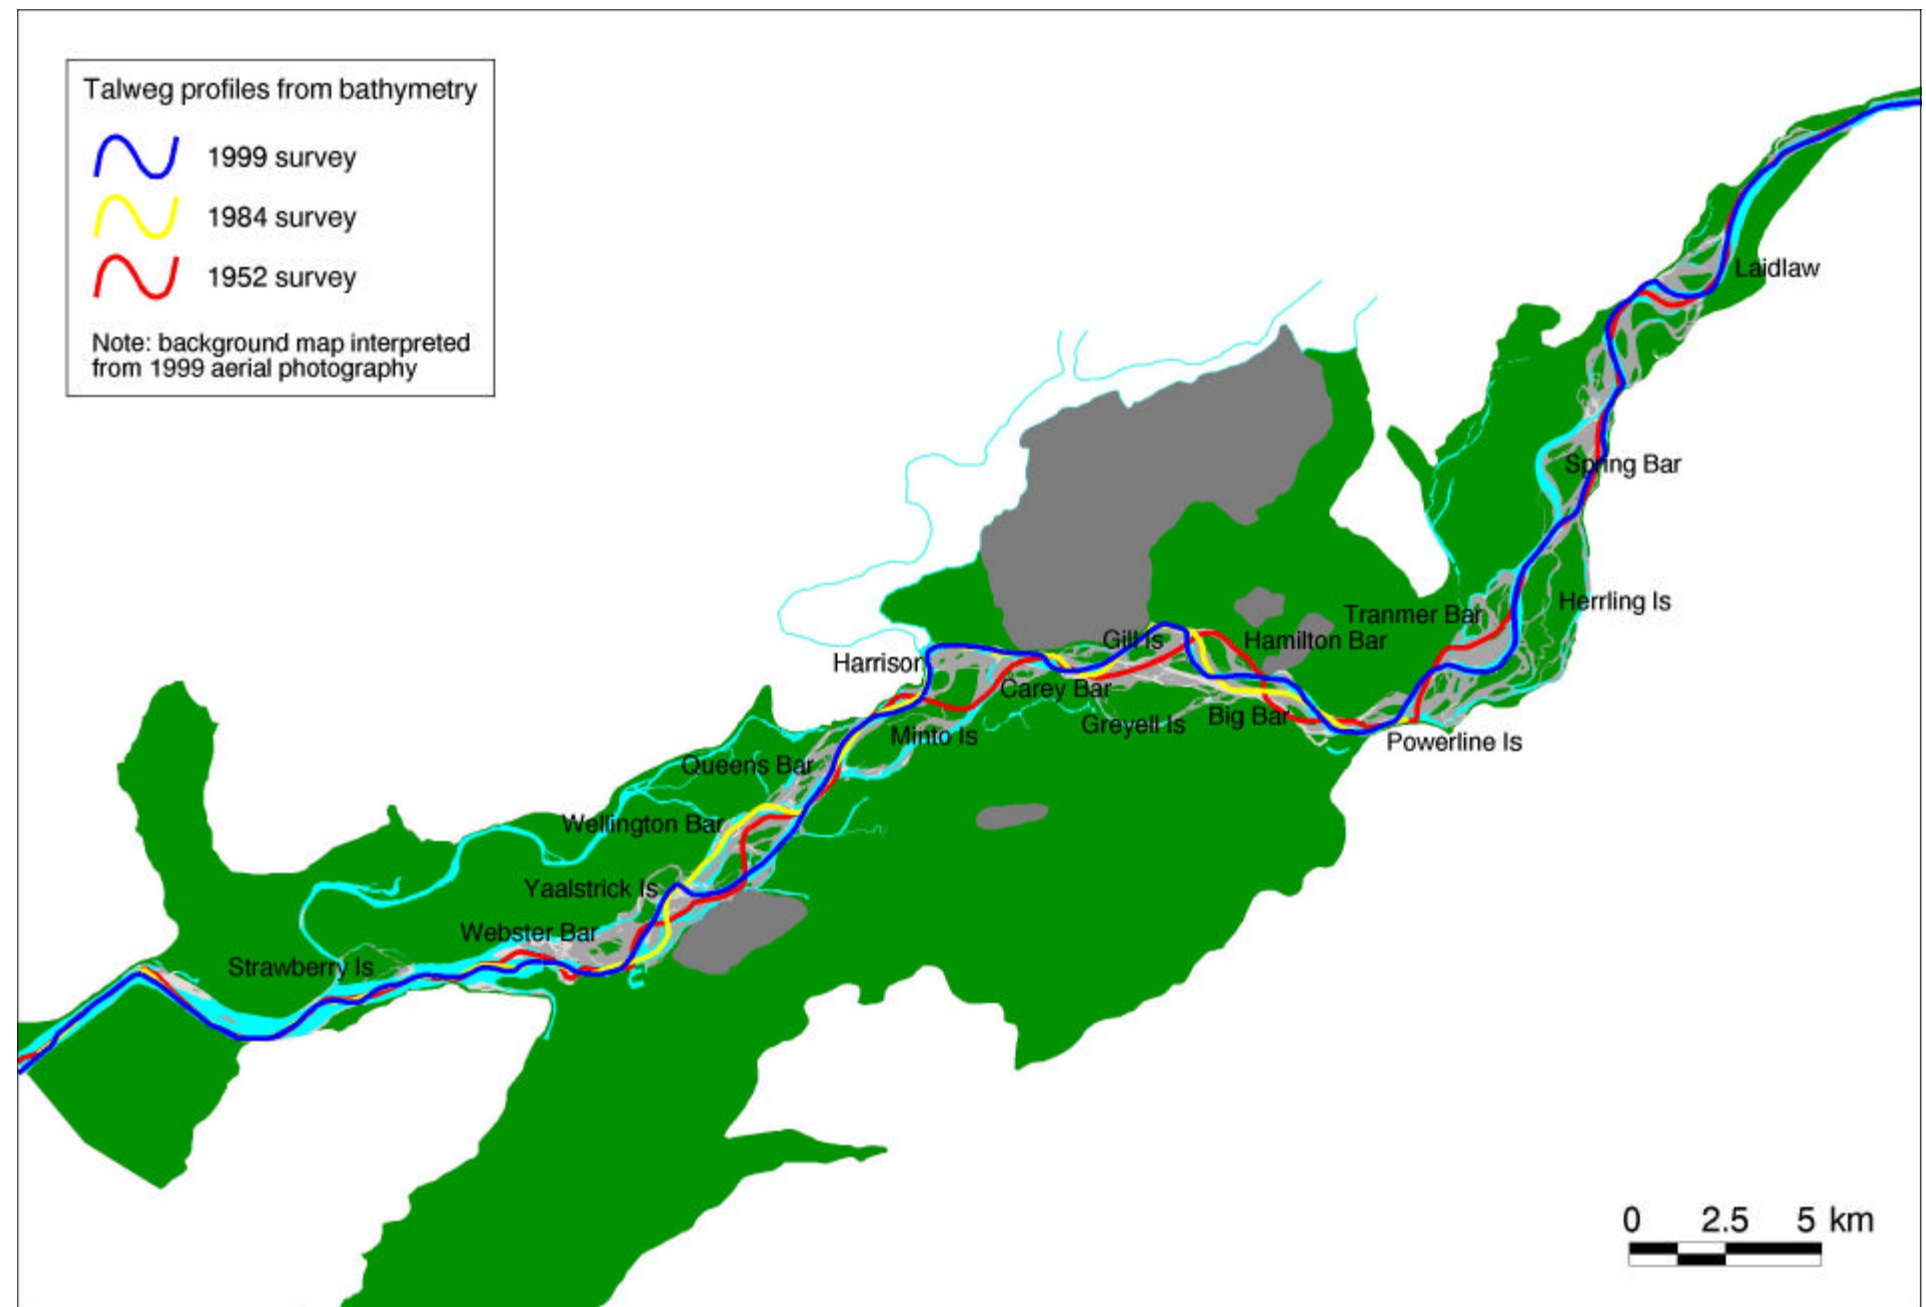 Talweg profiles from bathymetry
1999 survey
1984 survey
1952 survey
Note: background map interpreted
from 1999 aerial photography
Laidlaw
Spring Bar
Herrling Is
Tranmer Bar
Gill Is
Hamilton Bar
Harrison
Carey Bar
Greyell Is
Big Bar
Minto Is
Powerline Is
Queens Bar
Wellington Bar
Yaalstrick Is
Webster Bar
Strawberry Is
0 2.5 5 km